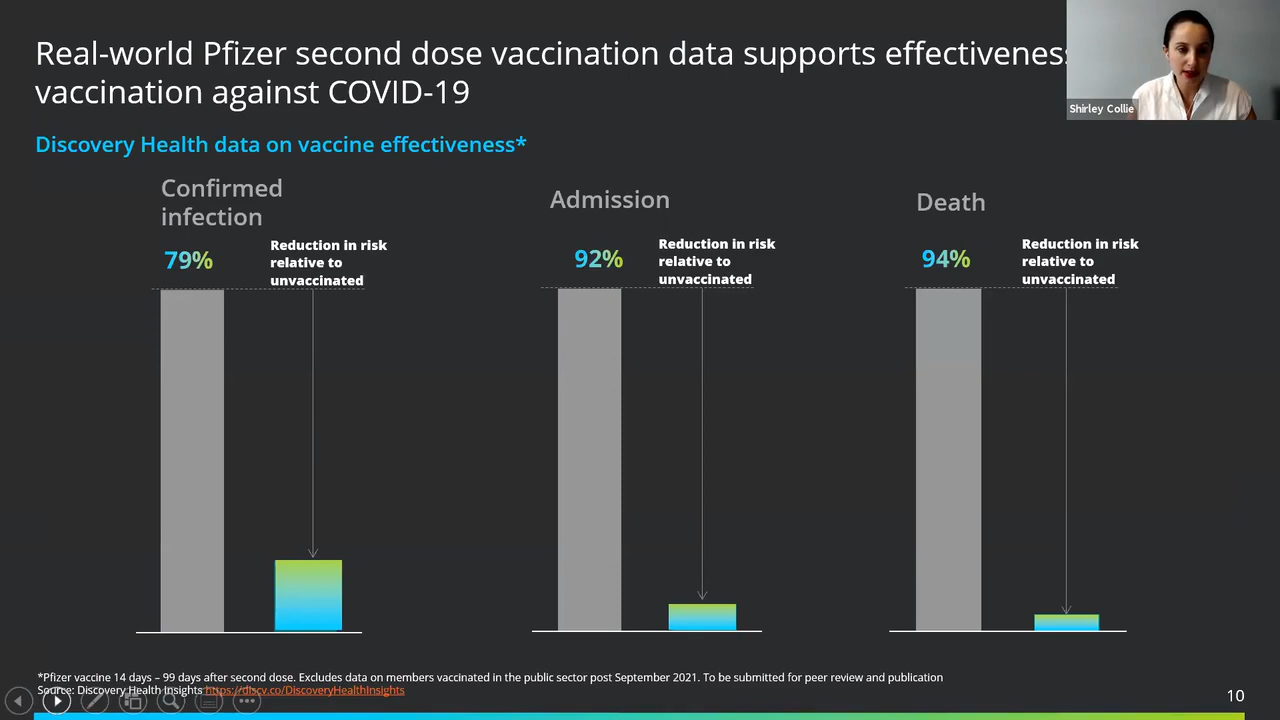 Real-world Pfizer second dose vaccination data supports effectiveness
vaccination against COVID-19
Shirley Collie
Discovery Health data on vaccine effectiveness*
Confirmed
infection
79%
Reduction in risk
relative to
unvaccinated
Admission
92%
Reduction in risk
relative to
unvaccinated
Death
94%
Reduction in risk
relative to
unvaccinated
*Pfizer vaccine 14 days – 99 days after second dose. Excludes data on members vaccinated in the public sector post September 2021. To be submitted for peer review and publication
Source: Discovery Health Insights https://discv.co/DiscoveryHealthInsights
10